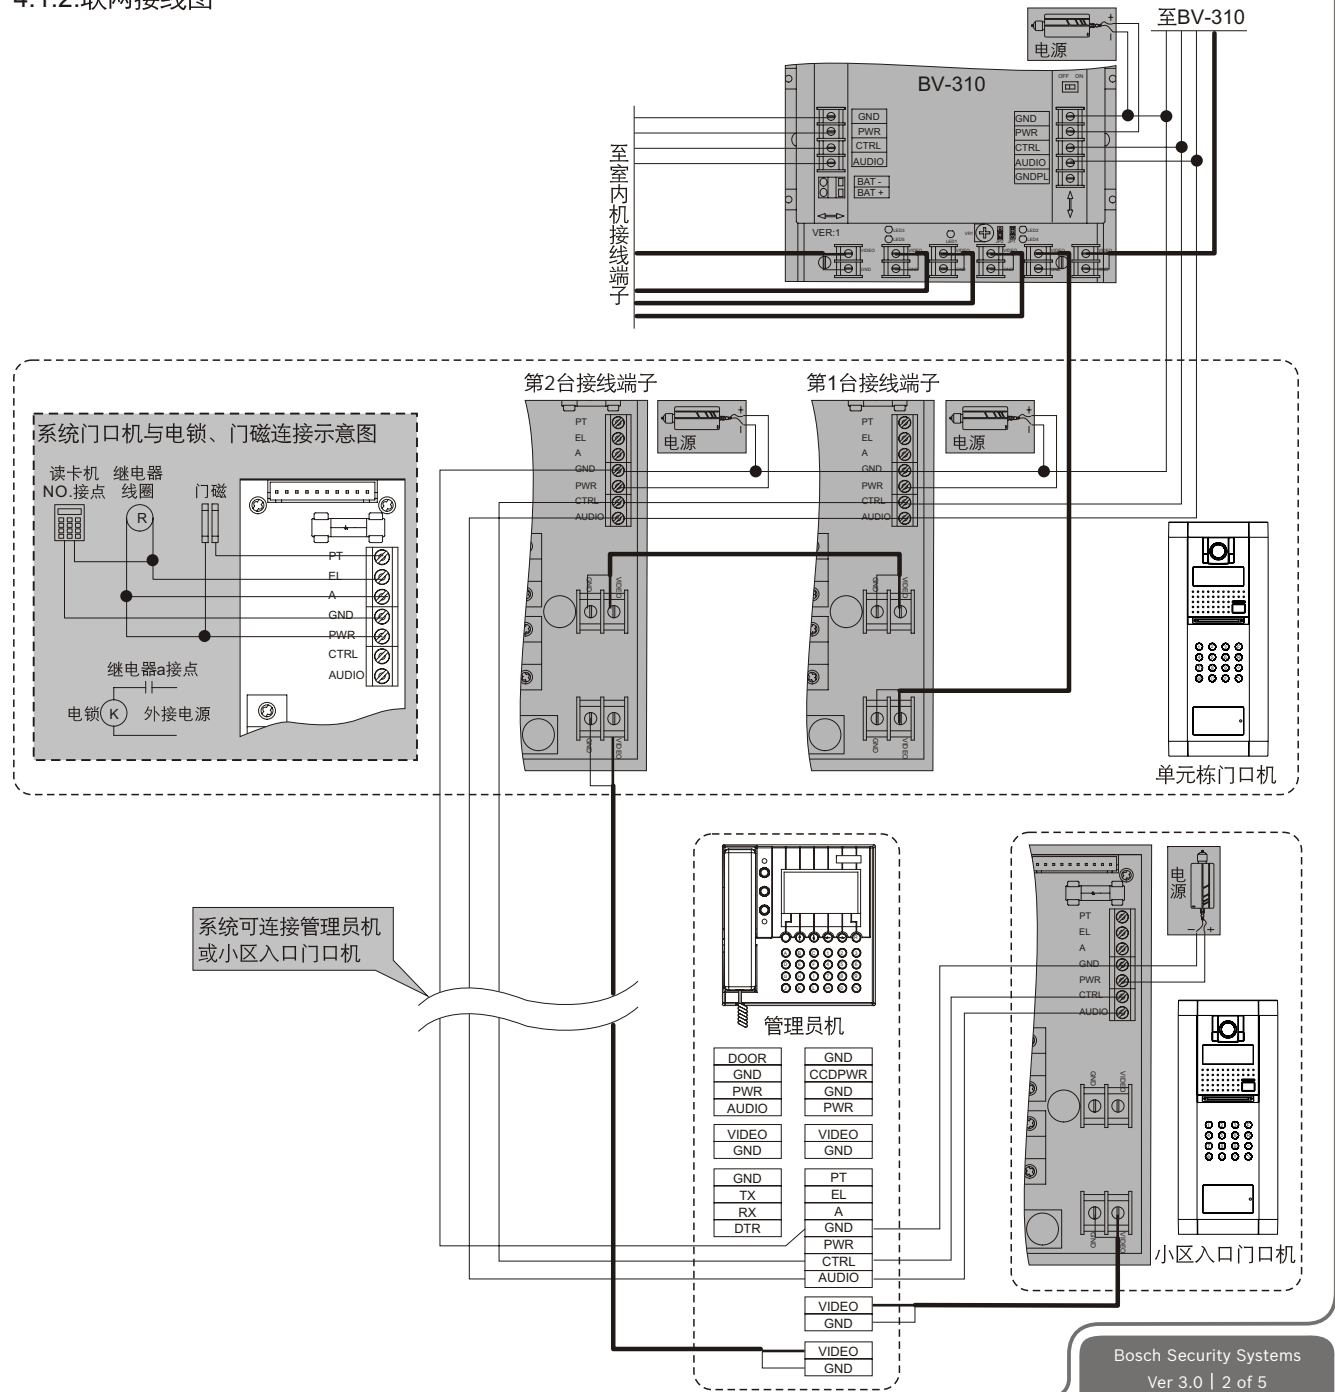 4.1.2.联网接线图
至BV-310
+
-
电源
BV-310
OFF ON
GND
PWR
CTRL
AUDIO
BAT -
BAT +
GND
PWR
CTRL
AUDIO
GNDPL
至室内机接线端子
VER:1
VIDEO
GND
第2台接线端子
第1台接线端子
PT
EL
A
GND
PWR
CTRL
AUDIO
+
-
电源
GND
VIDEO
GND
VIDEO
PT
EL
A
GND
PWR
CTRL
AUDIO
+
-
电源
GND
VIDEO
GND
VIDEO
系统门口机与电锁、门磁连接示意图
读卡机
NO.接点
继电器
线圈
门磁
R
PT
EL
A
GND
PWR
CTRL
AUDIO
继电器a接点
电锁
K
外接电源
单元栋门口机
系统可连接管理员机
或小区入口门口机
管理员机
DOOR
GND
PWR
AUDIO
VIDEO
GND
GND
TX
RX
DTR
GND
CCDPWR
GND
PWR
VIDEO
GND
PT
EL
A
GND
PWR
CTRL
AUDIO
VIDEO
GND
VIDEO
GND
电源
- +
PT
EL
A
GND
PWR
CTRL
AUDIO
GND
VIDEO
GND
VIDEO
小区入口门口机
Bosch Security Systems
Ver 3.0 | 2 of 5